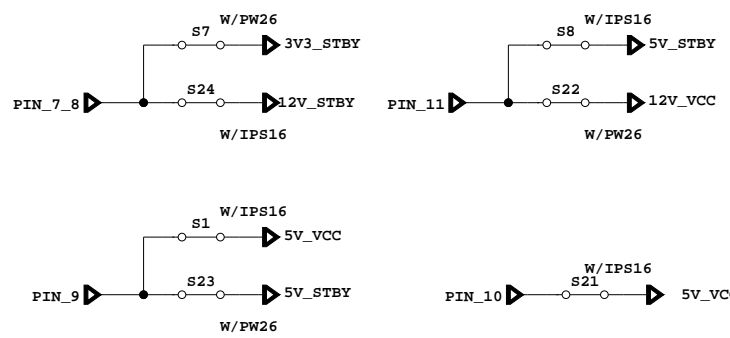 W/PW26
S7
3V3_STBY
PIN_7_8
S24
12V_STBY
W/IPS16
W/IPS16
S8
5V_STBY
PIN_11
S22
12V_VCC
W/PW26
W/IPS16
S1
5V_VCC
PIN_9
S23
5V_STBY
W/PW26
W/IPS16
S21
PIN_10
5V_VC